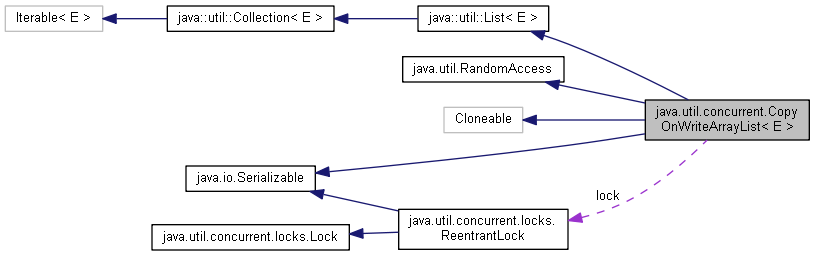 Iterable< E >
java::util::Collection< E >
java::util::List< E >
java.util.RandomAccess
Cloneable
java.util.concurrent.Copy
OnWriteArrayList< E >
java.io.Serializable
lock
java.util.concurrent.locks.
ReentrantLock
java.util.concurrent.locks.Lock